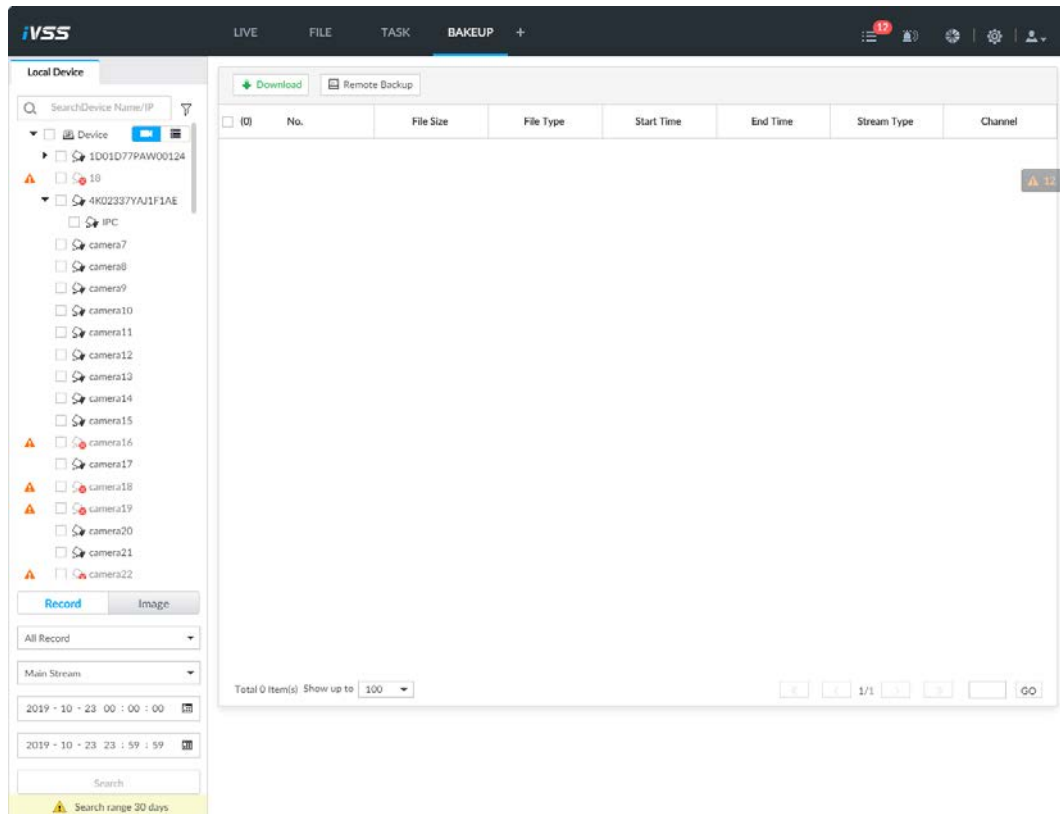 iVSS LIVE FILE TASK BAKEUP + 12
Local Device
Download Remote Backup
SearchDevice Name/IP
(0) No. File Size File Type Start Time End Time Stream Type Channel
Device
1D01D77PAW00124
18
12
4K02337YAJ1F1AE
IPC
camera7
camera8
camera9
camera10
camera11
camera12
camera13
camera14
camera15
camera16
camera17
camera18
camera19
camera20
camera21
camera22
Record Image
All Record
Main Stream
Total 0 Item(s) Show up to 100 1/1 GO
2019 - 10 - 23 00 : 00 : 00
2019 - 10 - 23 23 : 59 : 59
Search
Search range 30 days